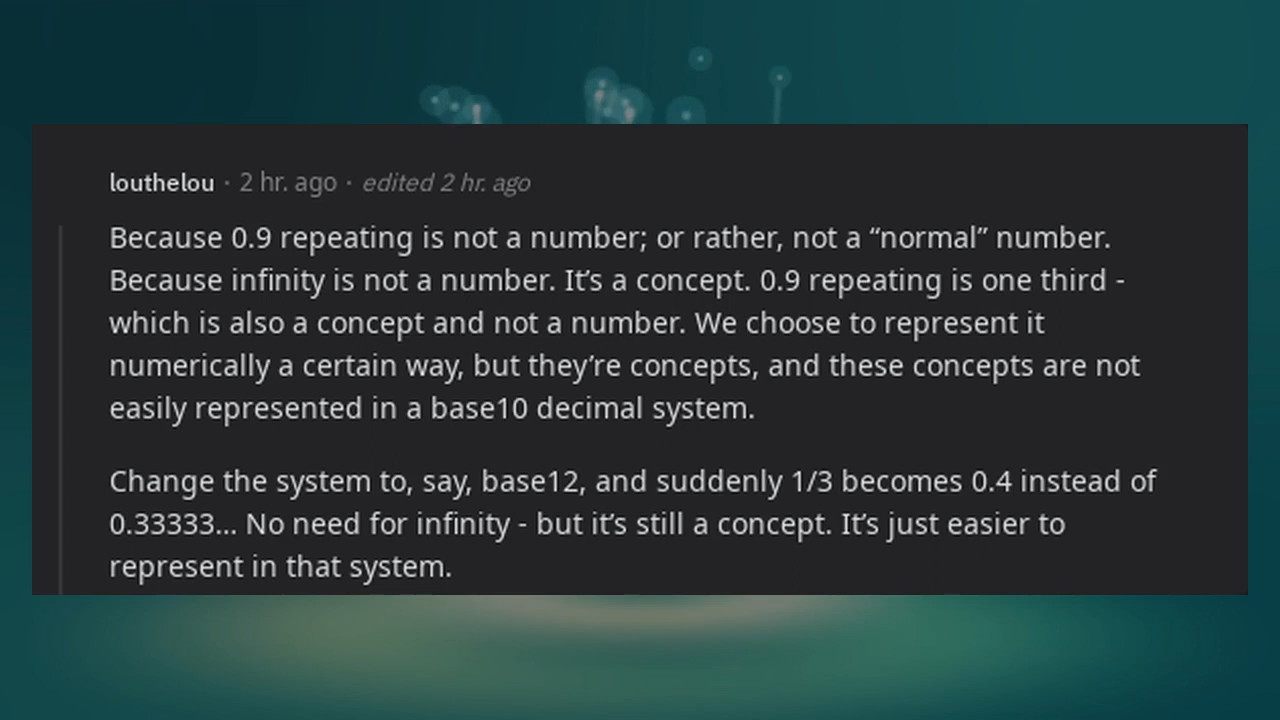 louthelou · 2 hr. ago · edited 2 hr. ago
Because 0.9 repeating is not a number; or rather, not a “normal” number.
Because infinity is not a number. It’s a concept. 0.9 repeating is one third -
which is also a concept and not a number. We choose to represent it
numerically a certain way, but they’re concepts, and these concepts are not
easily represented in a base10 decimal system.
Change the system to, say, base12, and suddenly 1/3 becomes 0.4 instead of
0.33333... No need for infinity - but it’s still a concept. It’s just easier to
represent in that system.